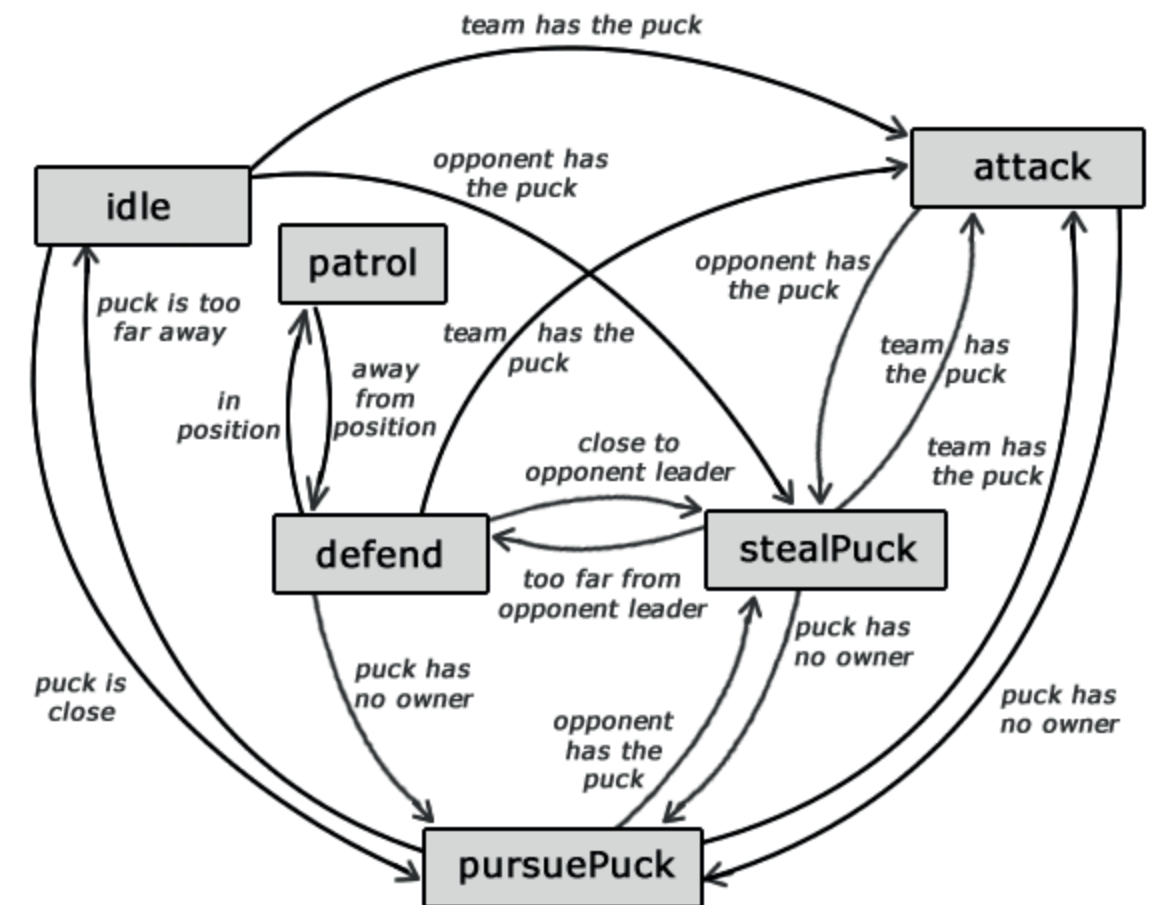 team has the puck
opponent has
the puck
attack
idle
patrol
opponent has
the puck
puck is too
far away
team has the
puck
team has
the puck
away
from
position
in
position
close to
opponent leader
team has
the puck
defend
stealPuck
too far from
opponent leader
puck has
no owner
puck has
no owner
puck is
close
puck has
no owner
opponent
has the
puck
pursuePuck